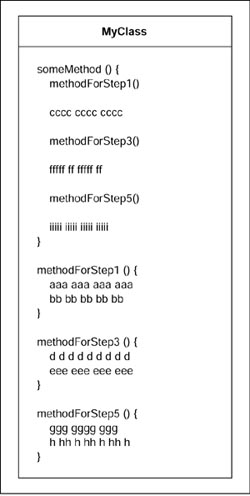 MyClass
someMethod () {
methodForStep1()
cccc cccc cccc
methodForStep3()
fffff ff fffff ff
methodForStep5()
iiiii iiiii iiiii iiiii
}
methodForStep1 () {
aaa aaa aaa aaa
bb bb bb bb bb
}
methodForStep3 () {
d d d d d d d d d
eee eee eee eee
}
methodForStep5 () {
ggg gggg ggg
h hh h hh h hh h
}